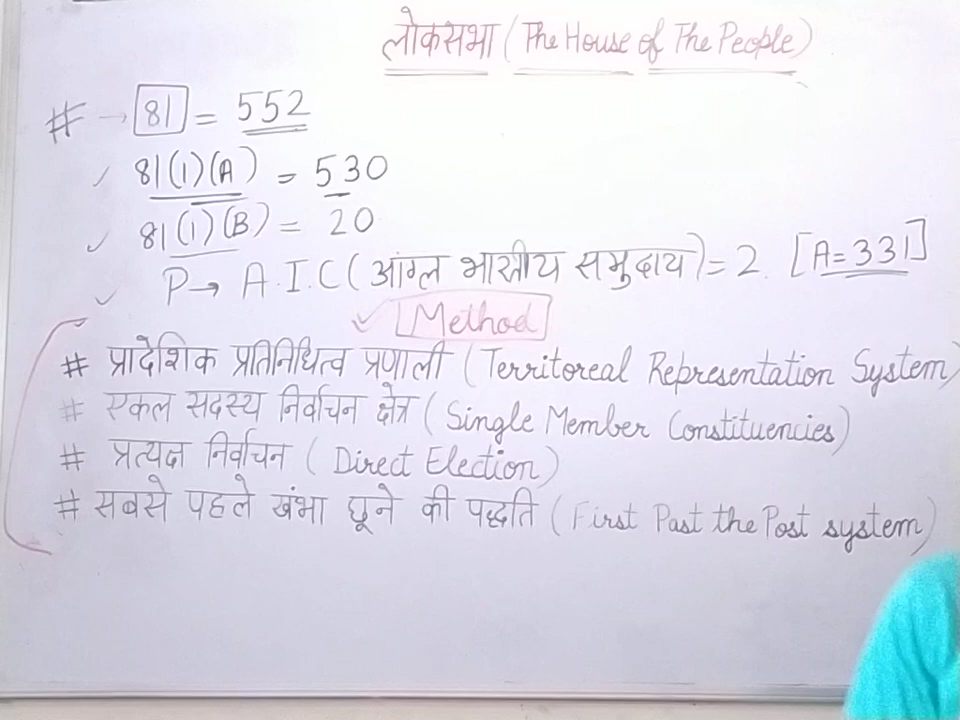 लोकसभा (The House of The People)
# → 81 = 552
✓ 81(1)(A) = 530
✓ 81(1)(B) = 20
✓ P → A.I.C (आंग्ल भारतीय समुदाय) = 2. [A=331]
✓ Method
# प्रादेशिक प्रतिनिधित्व प्रणाली (Territoreal Representation System)
# एकल सदस्य निर्वाचन क्षेत्र (Single Member Constituencies)
# प्रत्यक्ष निर्वाचन (Direct Election)
# सबसे पहले खंभा छूने की पद्धति (First Past the Post system)